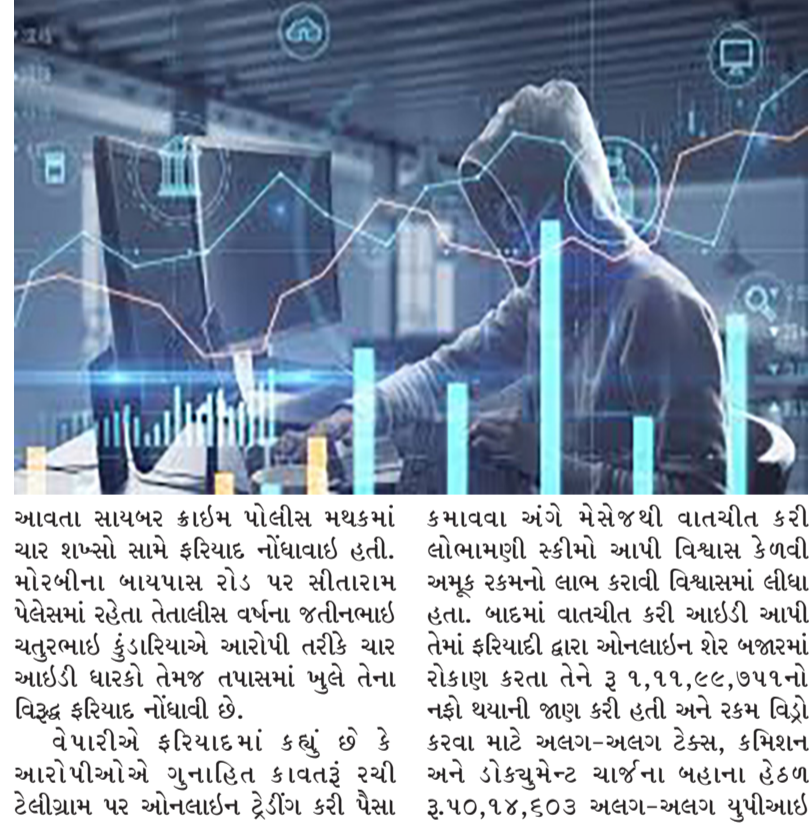 આવતા સાયબર ક્રાઇમ પોલીસ મથકમાં
ચાર શખ્સો સામે ફરિયાદ નોંધાવાઇ હતી.
મોરબીના બાયપાસ રોડ પર સીતારામ
પેલેસમાં રહેતા તેતાલીસ વર્ષના જતીનભાઇ
ચતુરભાઇ કુંડારિયાએ આરોપી તરીકે ચાર
આઇડી ધારકો તેમજ તપાસમાં ખુલે તેના
વિરૂદ્ધ ફરિયાદ નોંધાવી છે.
વેપારીએ ફરિયાદમાં કહ્યું છે કે
આરોપીઓએ ગુનાહિત કાવતરૂં રચી
ટેલીગ્રામ પર ઓનલાઇન ટ્રેડીંગ કરી પૈસા
કમાવવા અંગે મેસેજથી વાતચીત કરી
લોભામણી સ્કીમો આપી વિશ્વાસ કેળવી
અમૂક રકમનો લાભ કરાવી વિશ્વાસમાં લીધા
હતા. બાદમાં વાતચીત કરી આઇડી આપી
તેમાં ફરિયાદી દ્વારા ઓનલાઇન શેર બજારમા
રોકાણ કરતા તેને રૂ ૧,૧૧,૯૯,૭૫૧નો
નફો થયાની જાણ કરી હતી અને રકમ વિડ્રો
કરવા માટે અલગ-અલગ ટેક્સ, કમિશન
અને ડોક્યુમેન્ટ ચાર્જના બહાના હેઠળ
રૂ.૫૦,૧૪,૬૦૩ અલગ-અલગ યુપીઆઇ